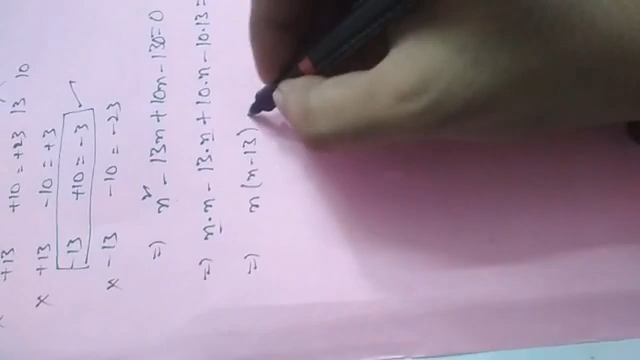 +13 +10 = +23 13 10
x +13 -10 = +3
-13 +10 = -3 ✓
x -13 -10 = -23
=) n² - 13n + 10n - 130 = 0
=) n·n - 13·n + 10·n - 10·13 =
=) n(n-13)